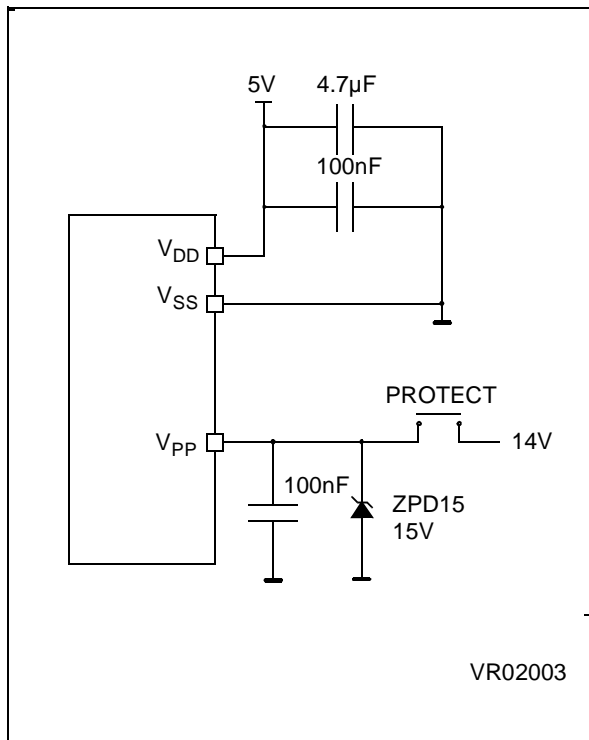 5V
4.7µF
100nF
VDD
VSS
PROTECT
VPP
14V
100nF
ZPD15
15V
VR02003